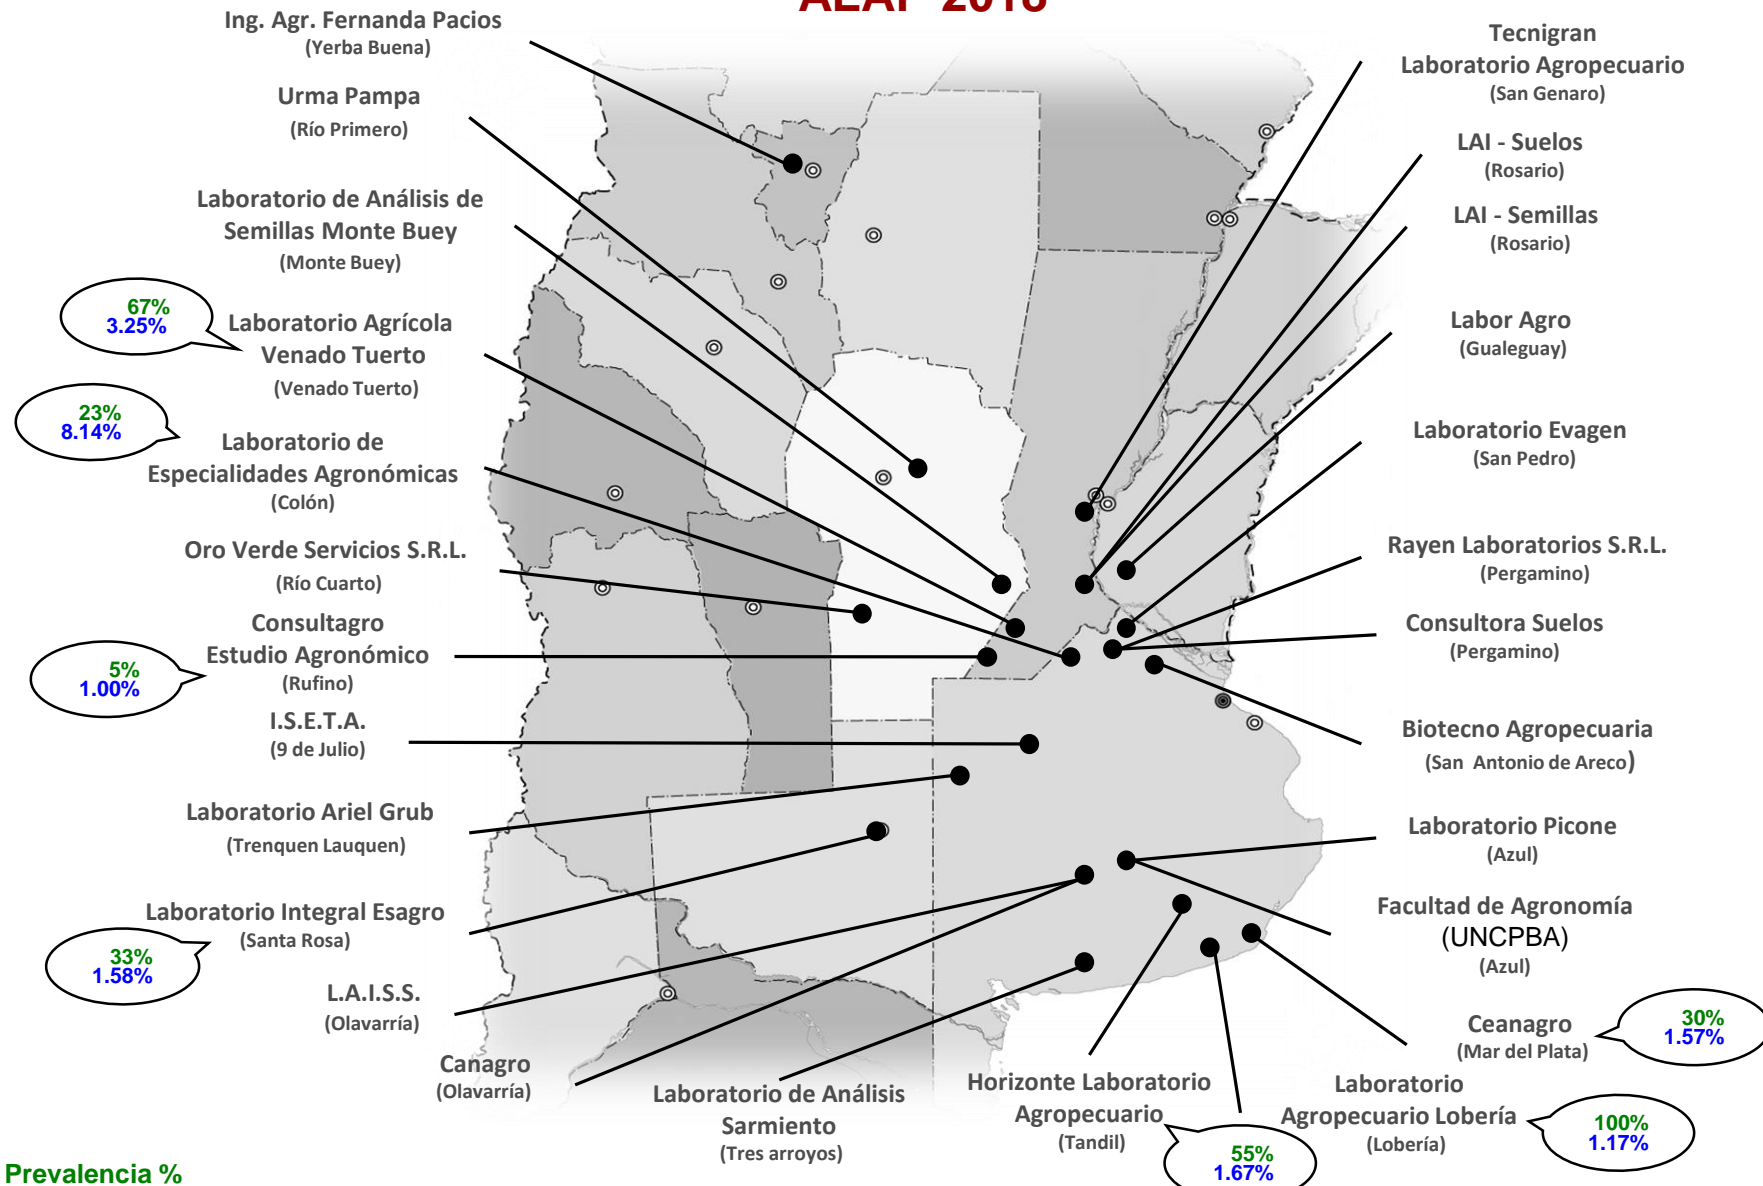 ALAP 2018
Ing. Agr. Fernanda Pacios
(Yerba Buena)
Urma Pampa
(Río Primero)
Laboratorio de Análisis de
Semillas Monte Buey
(Monte Buey)
67%
3.25%
Laboratorio Agrícola
Venado Tuerto
(Venado Tuerto)
23%
8.14%
Laboratorio de
Especialidades Agronómicas
(Colón)
Oro Verde Servicios S.R.L.
(Río Cuarto)
Consultagro
Estudio Agronómico
(Rufino)
5%
1.00%
I.S.E.T.A.
(9 de Julio)
Laboratorio Ariel Grub
(Trenquen Lauquen)
Laboratorio Integral Esagro
(Santa Rosa)
33%
1.58%
L.A.I.S.S.
(Olavarría)
Canagro
(Olavarría)
Laboratorio de Análisis
Sarmiento
(Tres arroyos)
Horizonte Laboratorio
Agropecuario
(Tandil)
55%
1.67%
Laboratorio
Agropecuario Lobería
(Lobería)
100%
1.17%
Ceanagro
(Mar del Plata)
30%
1.57%
Facultad de Agronomía
(UNCPBA)
(Azul)
Laboratorio Picone
(Azul)
Biotecno Agropecuaria
(San Antonio de Areco)
Consultora Suelos
(Pergamino)
Rayen Laboratorios S.R.L.
(Pergamino)
Laboratorio Evagen
(San Pedro)
Labor Agro
(Gualeguay)
LAI - Semillas
(Rosario)
LAI - Suelos
(Rosario)
Tecnigran
Laboratorio Agropecuario
(San Genaro)
Prevalencia %